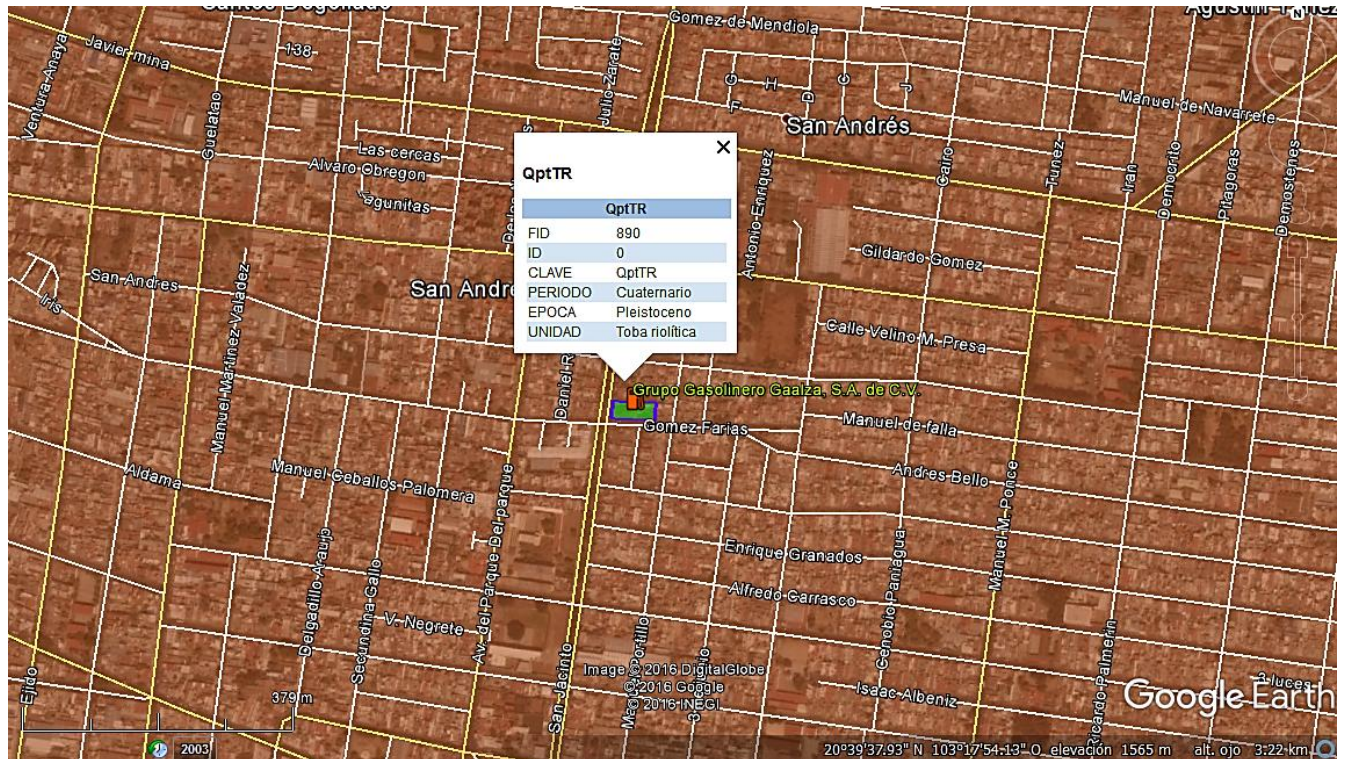 Gomez de Mendiola
N
Javier mina
138
Julio Zarate
Ventura Anaya
Guelatao
G
H
D
C
J
F
Manuel de Navarrete
San Andrés
Las cercas
Alvaro Obregon
Cairo
Tunez
Iran
Democrito
Pitagoras
Demostenes
Antonio Enriquez
QptTR
QptTR
FID 890
ID 0
CLAVE QptTR
PERIODO Cuaternario
EPOCA Pleistoceno
UNIDAD Toba riolítica
Gildardo Gomez
San Andres
Iris
San Andre
Manuel Martinez Valadez
Calle Velino M. Presa
Daniel R
Grupo Gasolinero Gaalza, S.A. de C.V.
Gomez Farias
Manuel de falla
Aldama
Manuel Ceballos Palomera
Andres Bello
Av. del Parque Del parque
Manuel M. Ponce
Delgadillo Araujo
Secundina Gallo
Enrique Granados
Alfredo Carrasco
Cenobio Paniagua
V. Negrete
Ejido
San Jacinto
Image © 2016 DigitalGlobe
© 2016 Google
© 2016 INEGI
Isaac Albeniz
Ricardo Palmerin
3 luces
Google Earth
379 m
2003
20°39'37.93" N 103°17'54.13" O elevación 1565 m alt. ojo 3.22 km